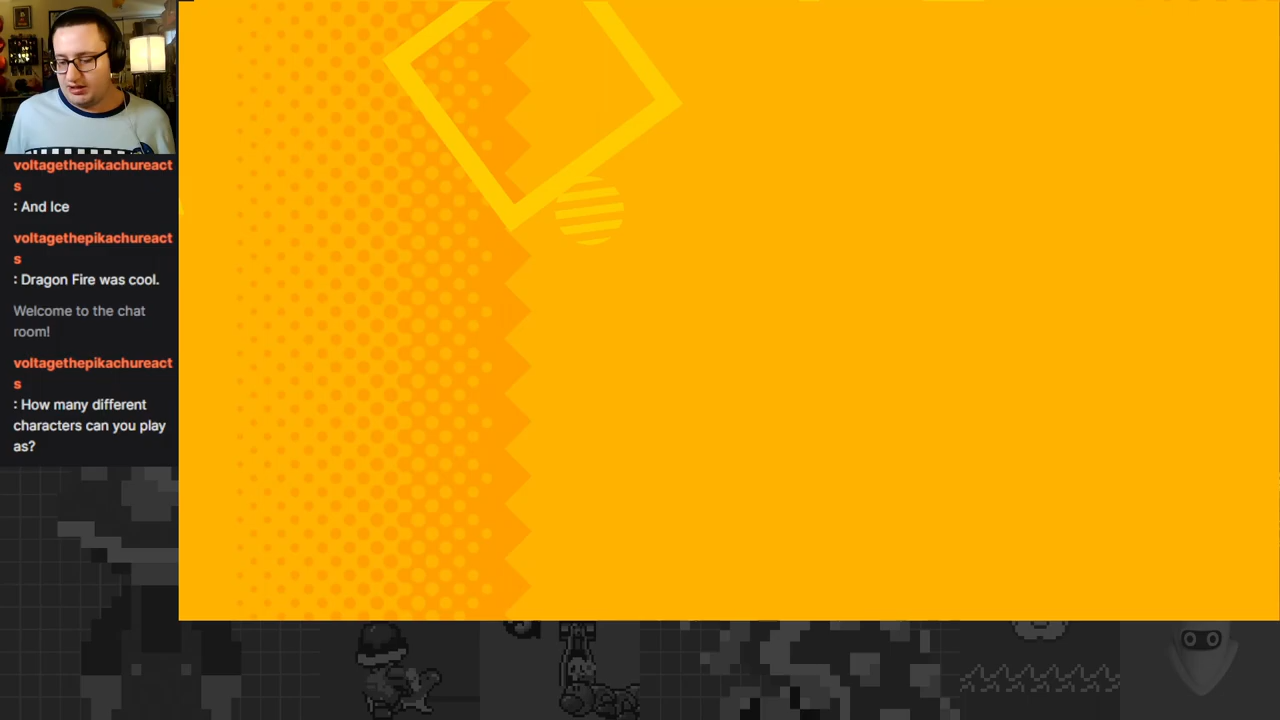 voltagethepikachureact
s
: And Ice
voltagethepikachureact
s
: Dragon Fire was cool.
Welcome to the chat
room!
voltagethepikachureact
s
: How many different
characters can you play
as?